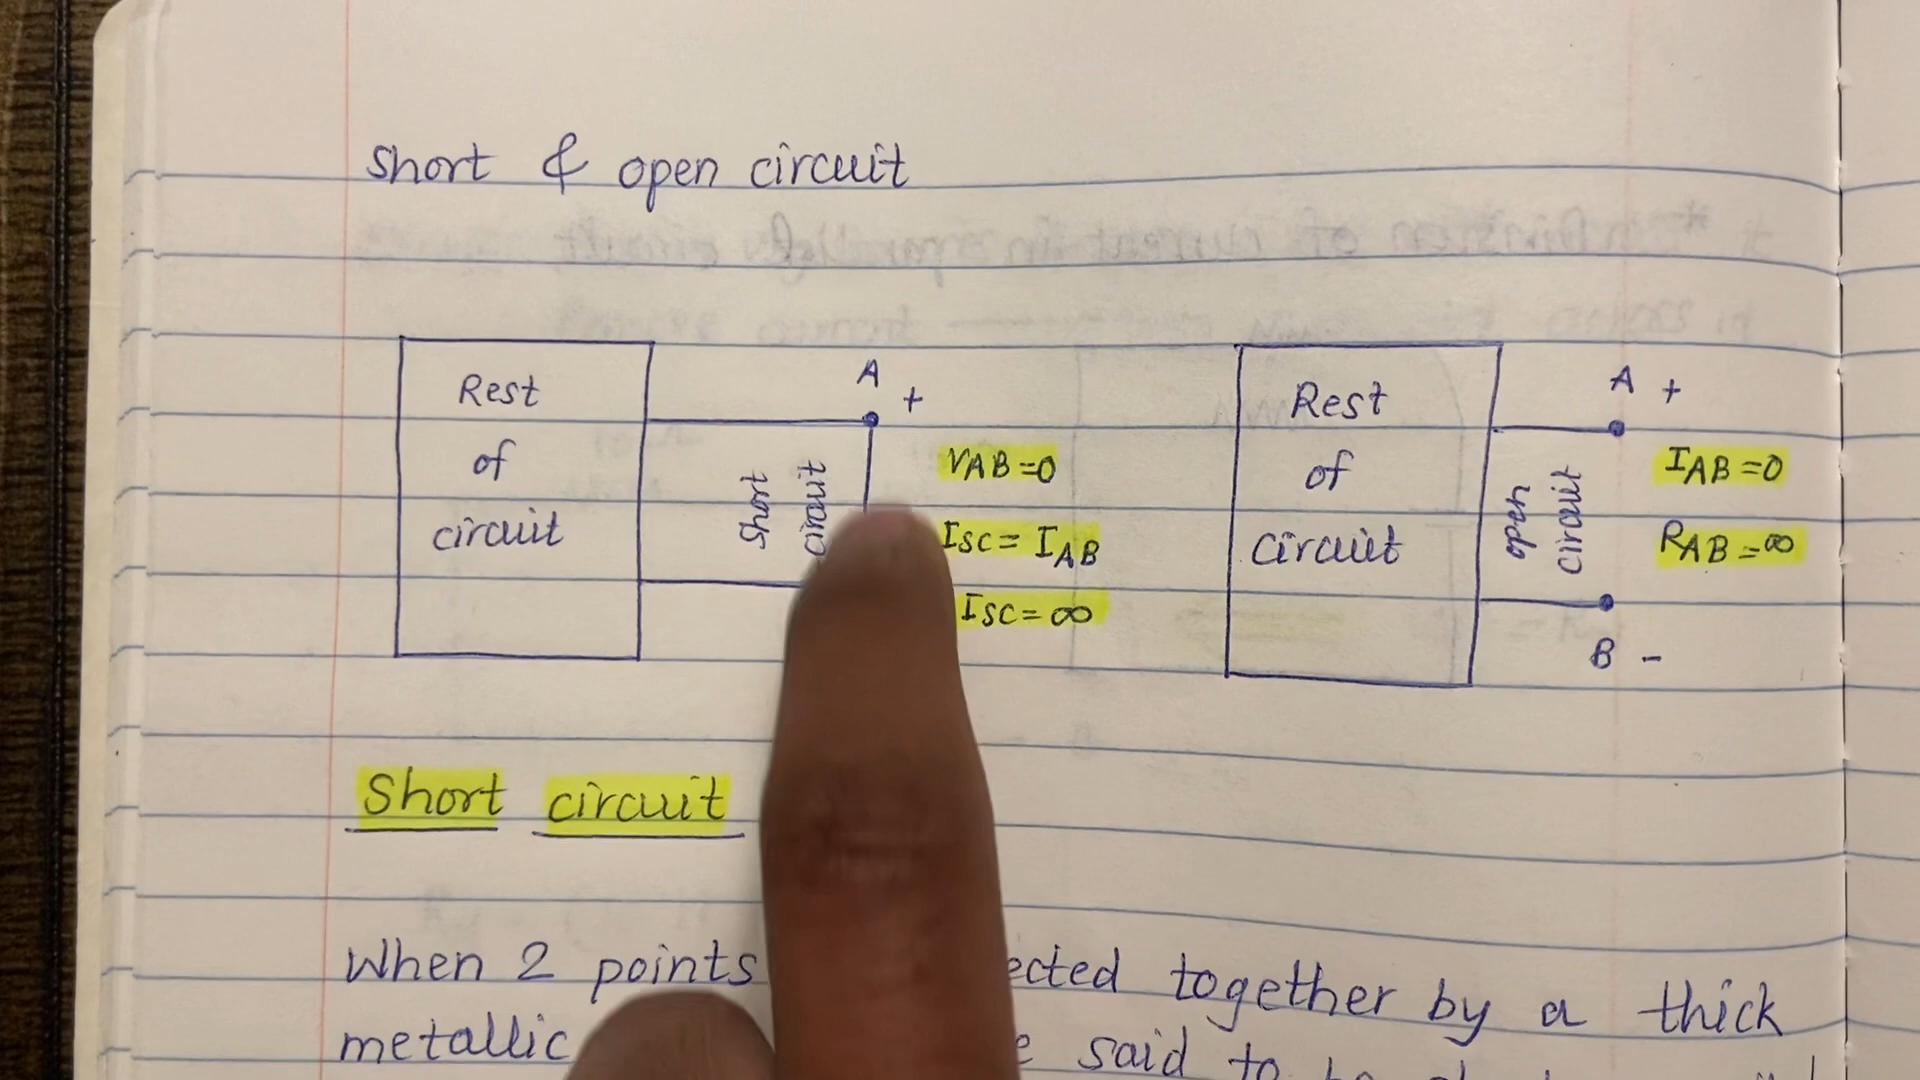 Short & open circuit
Rest of circuit
short circuit
A +
VAB=0
ISC= IAB
ISC=∞
Rest of circuit
open circuit
A +
IAB=0
RAB=∞
B -
Short circuit
When 2 points ected together by a thick
metallic said to be